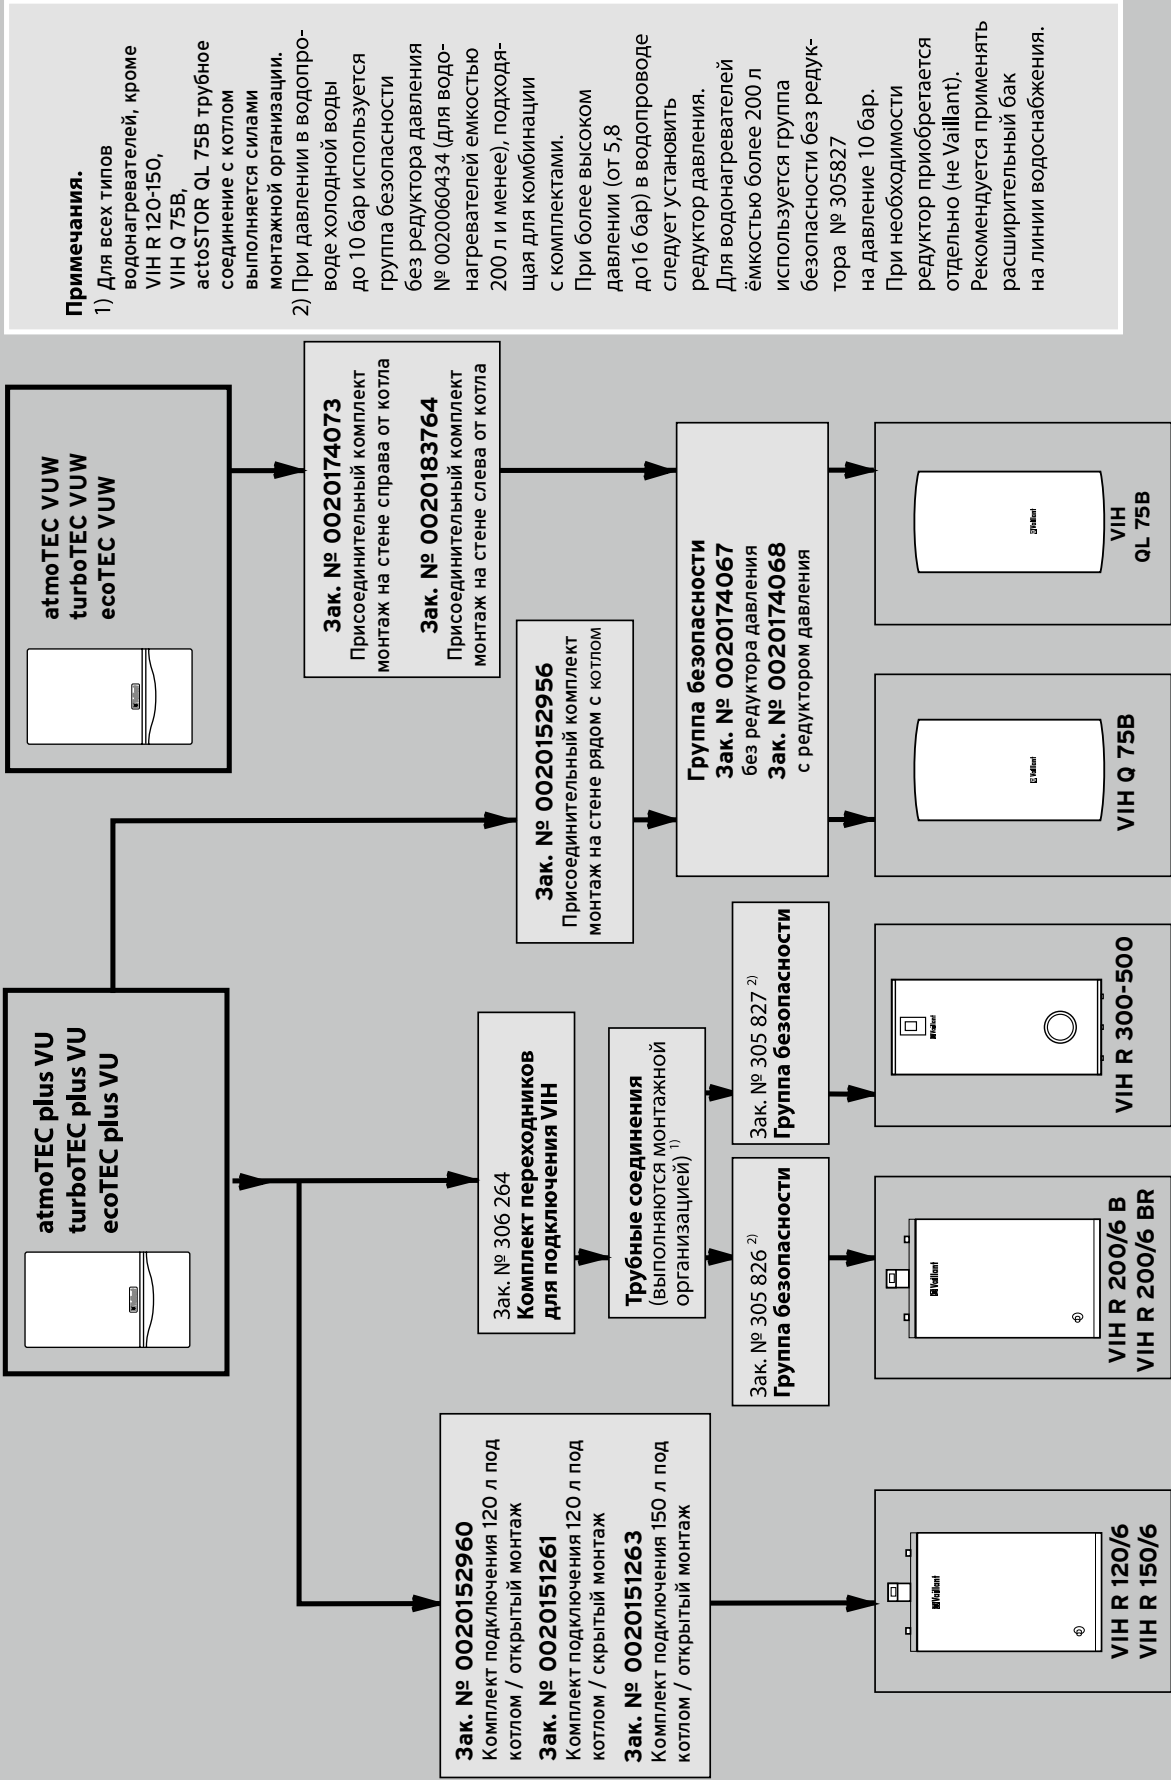 atmoTEC plus VU
turboTEC plus VU
ecoTEC plus VU
atmoTEC VUW
turboTEC VUW
ecoTEC VUW
Зак. № 0020152960
Комплект подключения 120 л под
котлом / открытый монтаж
Зак. № 0020151261
Комплект подключения 120 л под
котлом / скрытый монтаж
Зак. № 0020151263
Комплект подключения 150 л под
котлом / открытый монтаж
Зак. № 306 264
Комплект переходников
для подключения VIH
Трубные соединения
(выполняются монтажной
организацией) 1)
Зак. № 305 826 2)
Группа безопасности
Зак. № 305 827 2)
Группа безопасности
Зак. № 0020152956
Присоединительный комплект
монтаж на стене рядом с котлом
Зак. № 0020174073
Присоединительный комплект
монтаж на стене справа от котла
Зак. № 0020183764
Присоединительный комплект
монтаж на стене слева от котла
Группа безопасности
Зак. № 0020174067
без редуктора давления
Зак. № 0020174068
с редуктором давления
Vaillant
VIH R 120/6
VIH R 150/6
Vaillant
VIH R 200/6 B
VIH R 200/6 BR
Vaillant
VIH R 300-500
Vaillant
VIH Q 75B
Vaillant
VIH
QL 75B
Примечания.
1) Для всех типов
водонагревателей, кроме
VIH R 120-150,
VIH Q 75B,
actoSTOR QL 75B трубное
соединение с котлом
выполняется силами
монтажной организации.
2) При давлении в водопро-
воде холодной воды
до 10 бар используется
группа безопасности
без редуктора давления
№ 0020060434 (для водо-
нагревателей емкостью
200 л и менее), подходя-
щая для комбинации
с комплектами.
При более высоком
давлении (от 5,8
до16 бар) в водопроводе
следует установить
редуктор давления.
Для водонагревателей
ёмкостью более 200 л
используется группа
безопасности без редук-
тора № 305827
на давление 10 бар.
При необходимости
редуктор приобретается
отдельно (не Vaillant).
Рекомендуется применять
расширительный бак
на линии водоснабжения.